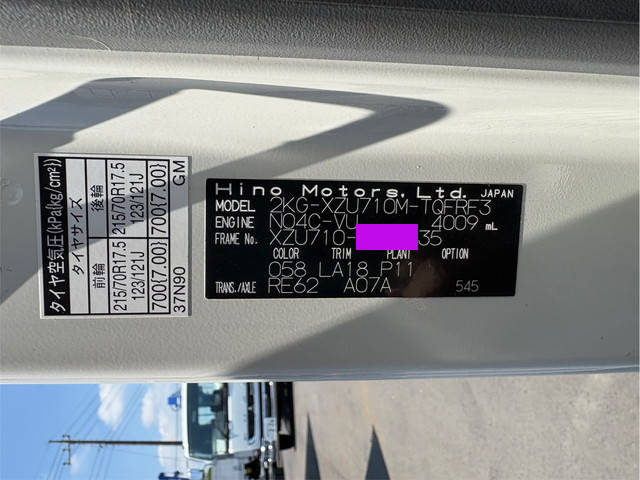 タイヤ空気圧(kPa{kg/cm²})
タイヤサイズ
前輪 後輪
215/70R17.5 215/70R17.5
123/121J 123/121J
700{7.00} 700{7.00}
37N90 GM
Hino Motors, Ltd. JAPAN
MODEL 2KG-XZU710M-TQFRF3
ENGINE N04C-VU 4009 mL
FRAME No. XZU710- 35
COLOR TRIM PLANT OPTION
058 LA18 P11
TRANS./AXLE RE62 A07A 545